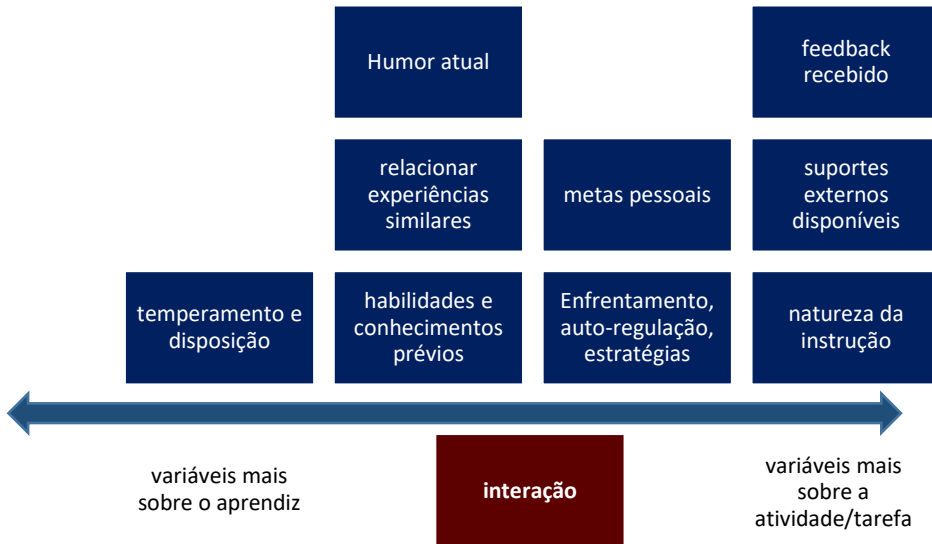 Humor atual
feedback
recebido
relacionar
experiências
similares
metas pessoais
suportes
externos
disponíveis
temperamento e
disposição
habilidades e
conhecimentos
prévios
Enfrentamento,
auto-regulação,
estratégias
natureza da
instrução
variáveis mais
sobre o aprendiz
interação
variáveis mais
sobre a
atividade/tarefa